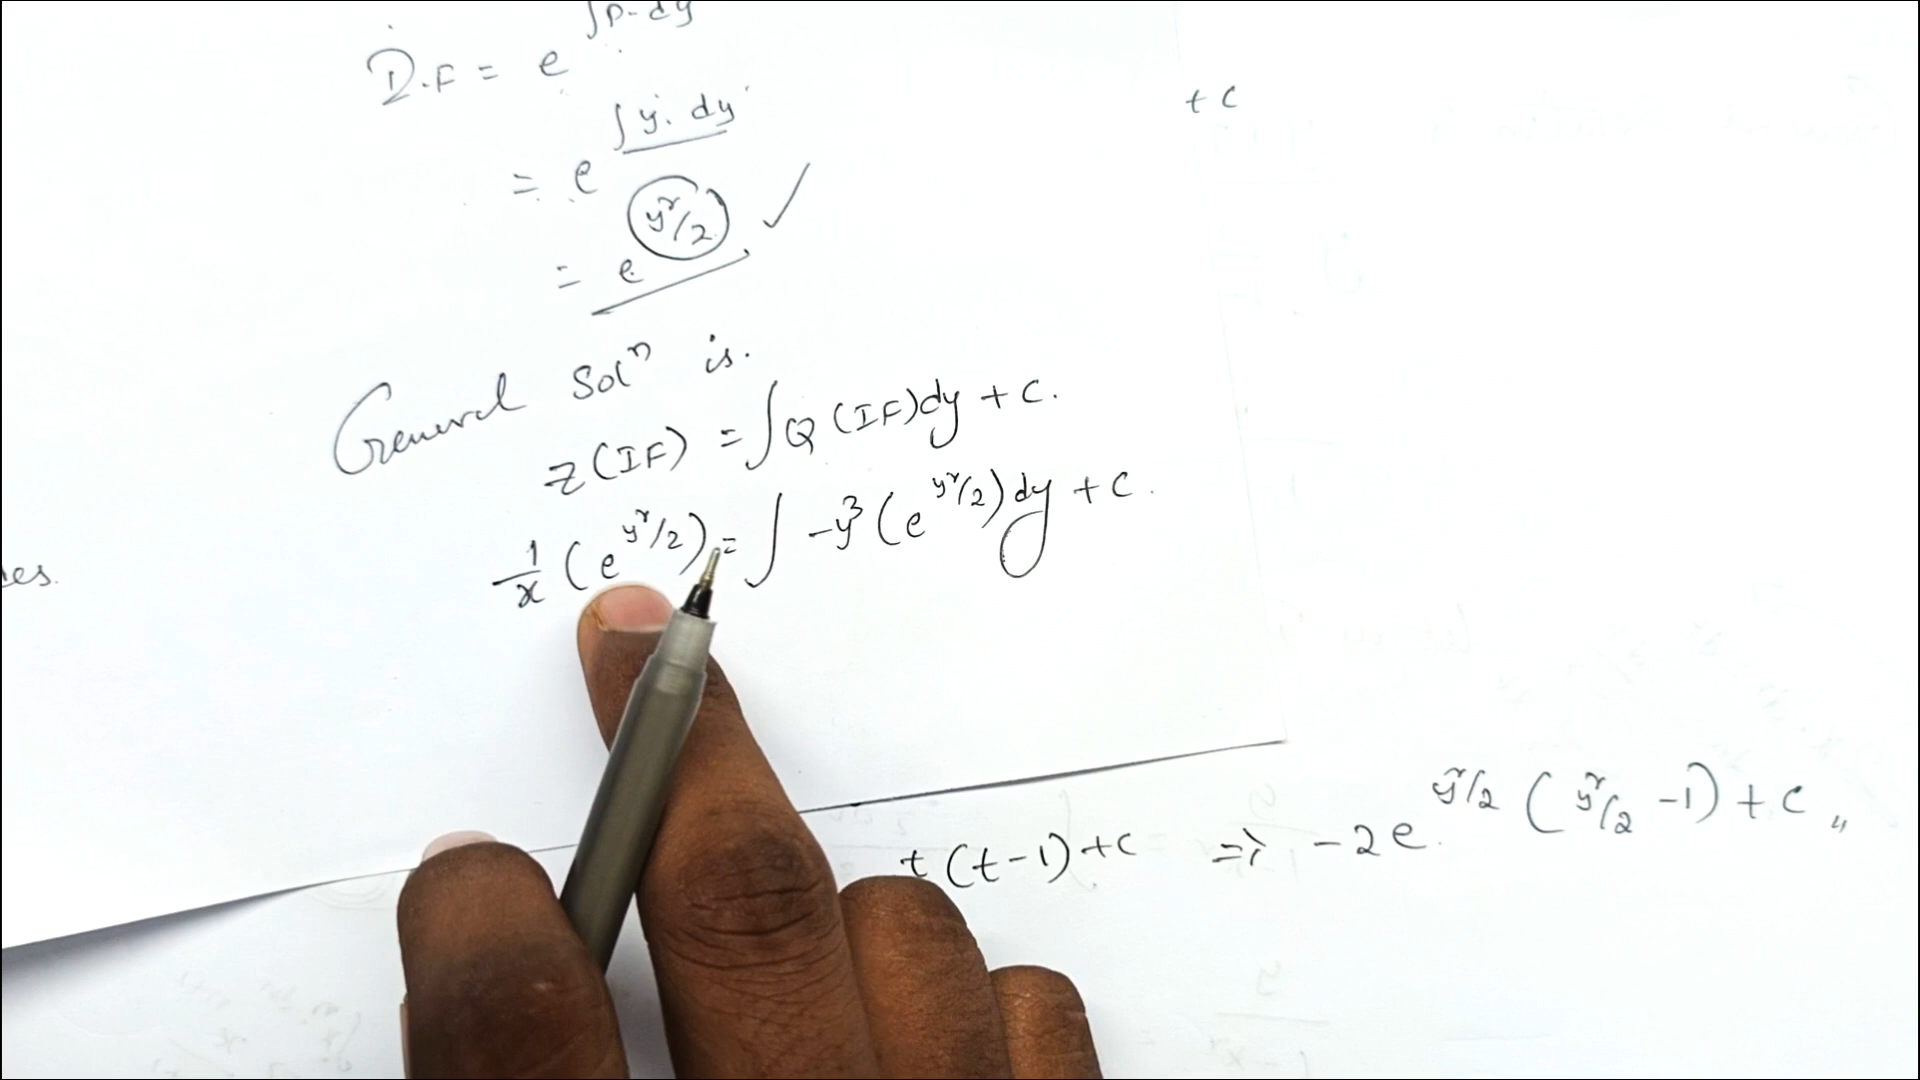 I.F = e^∫P.dy
+ c
= e^∫y.dy
= e^y²/2 ✓
General Solⁿ is.
z(IF) = ∫Q(IF)dy + c.
1/x (e^y²/2) = ∫ -y³(e^y²/2)dy + c.
es.
t(t-1)+c ⇒ -2e^y²/2 (y²/2 -1)+c „